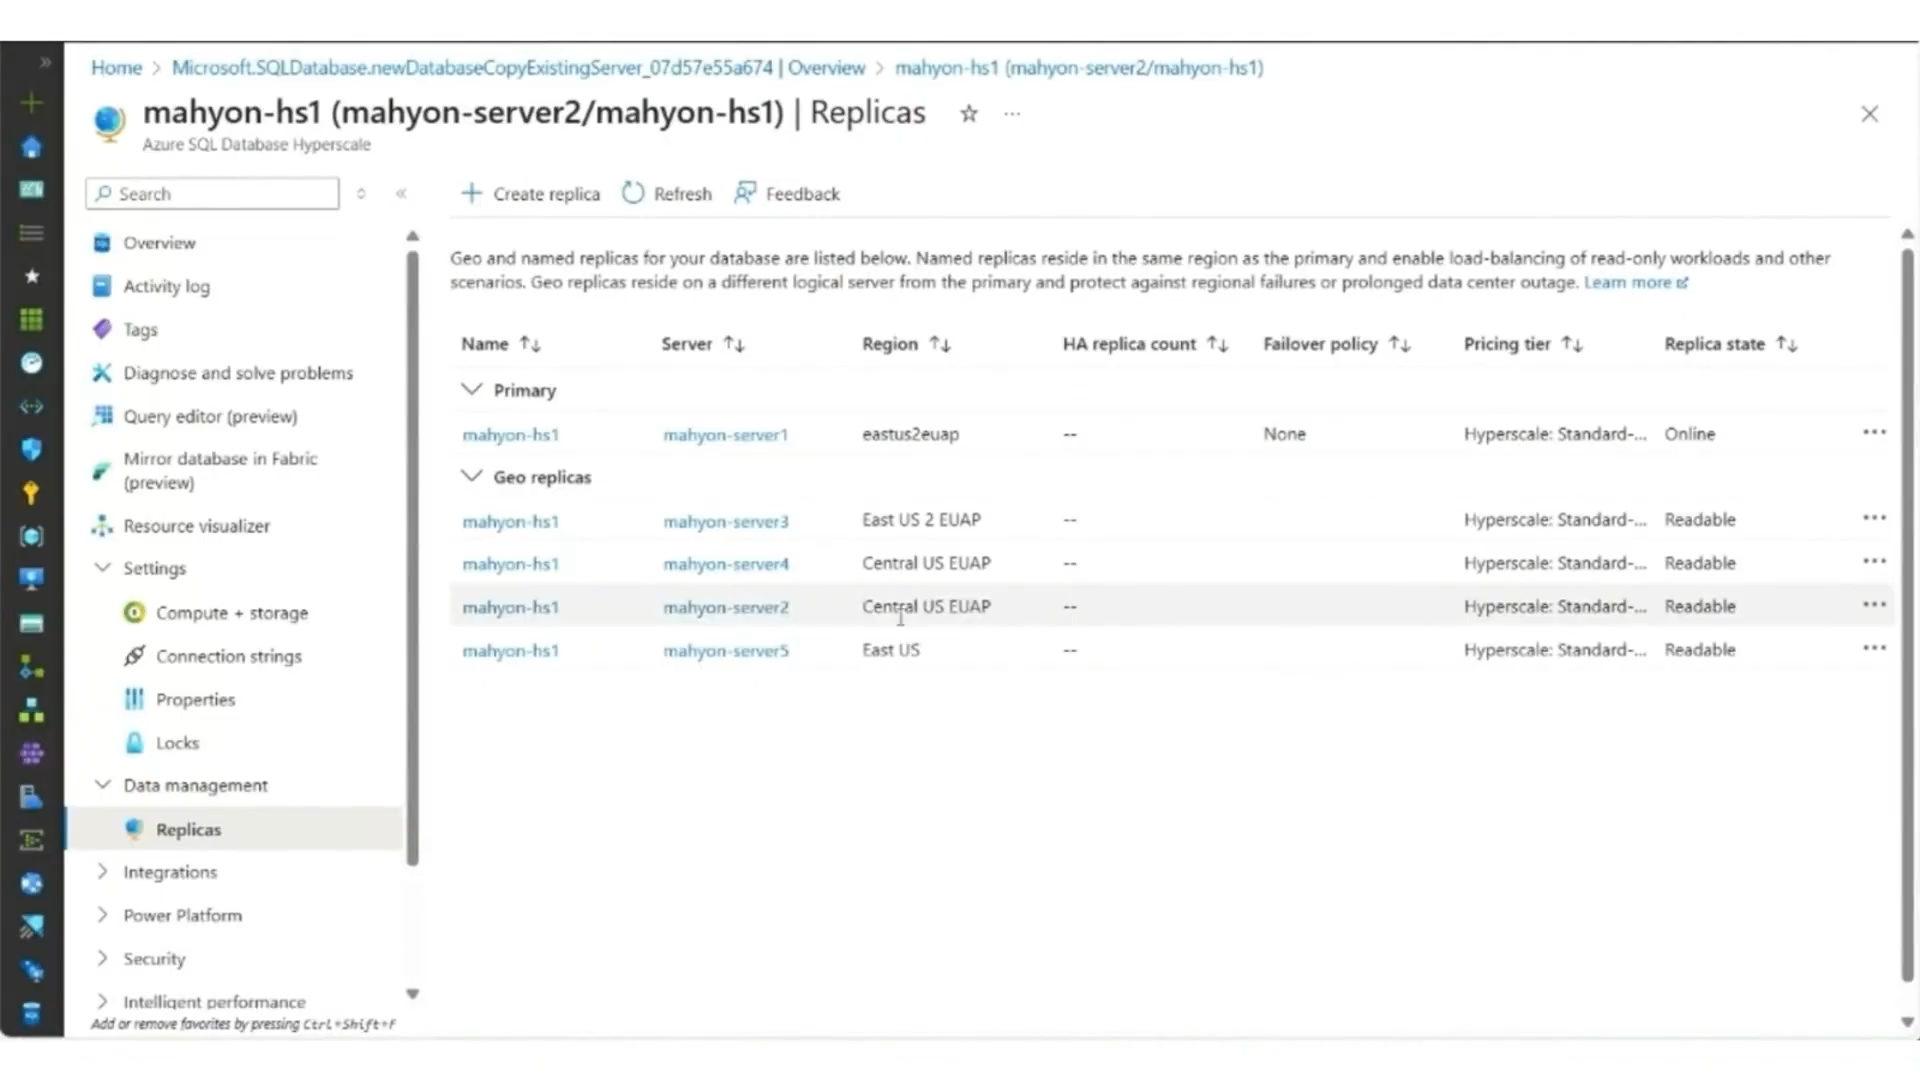 Home > Microsoft.SQLDatabase.newDatabaseCopyExistingServer_07d57e55a674 | Overview > mahyon-hs1 (mahyon-server2/mahyon-hs1)
mahyon-hs1 (mahyon-server2/mahyon-hs1) | Replicas
Azure SQL Database Hyperscale
Search
Create replica Refresh Feedback
Overview
Activity log
Tags
Diagnose and solve problems
Query editor (preview)
Mirror database in Fabric
(preview)
Resource visualizer
Settings
Compute + storage
Connection strings
Properties
Locks
Data management
Replicas
Integrations
Power Platform
Security
Intelligent performance
Add or remove favorites by pressing Ctrl+Shift+F
Geo and named replicas for your database are listed below. Named replicas reside in the same region as the primary and enable load-balancing of read-only workloads and other
scenarios. Geo replicas reside on a different logical server from the primary and protect against regional failures or prolonged data center outage. Learn more
Name Server Region HA replica count Failover policy Pricing tier Replica state
Primary
mahyon-hs1 mahyon-server1 eastus2euap -- None Hyperscale: Standard-... Online
Geo replicas
mahyon-hs1 mahyon-server3 East US 2 EUAP -- Hyperscale: Standard-... Readable
mahyon-hs1 mahyon-server4 Central US EUAP -- Hyperscale: Standard-... Readable
mahyon-hs1 mahyon-server2 Central US EUAP -- Hyperscale: Standard-... Readable
mahyon-hs1 mahyon-server5 East US -- Hyperscale: Standard-... Readable